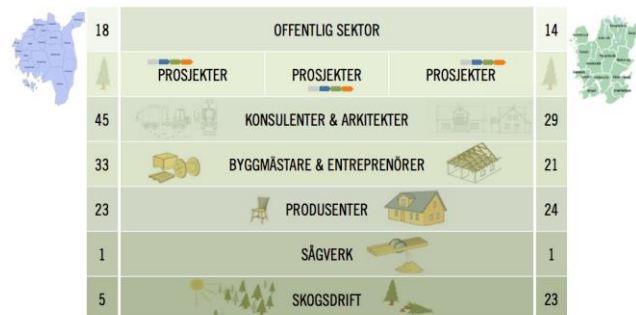 18 OFFENTLIG SEKTOR 14
PROSJEKTER PROSJEKTER PROSJEKTER
45 KONSULENTER & ARKITEKTER 29
33 BYGGMÄSTARE & ENTREPRENÖRER 21
23 PRODUSENTER 24
1 SÅGVERK 1
5 SKOGSDRIFT 23